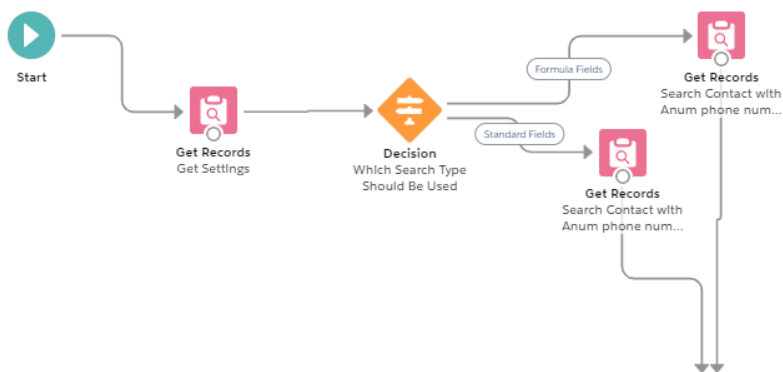 Start
Get Records
Get Settings
Decision
Which Search Type
Should Be Used
Formula Fields
Standard Fields
Get Records
Search Contact with
Anum phone num...
Get Records
Search Contact with
Anum phone num...